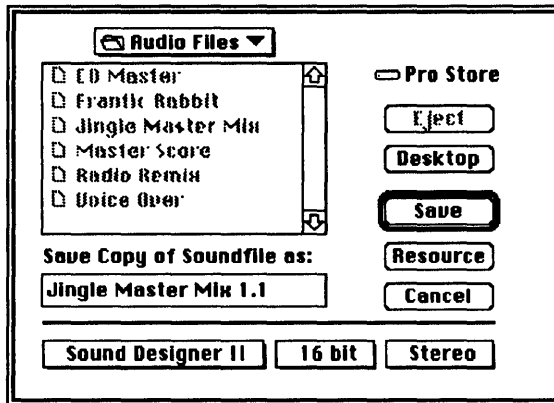 Audio Files
CD Master
Frantic Rabbit
Jingle Master Mix
Master Score
Radio Remix
Voice Over
Pro Store
Eject
Desktop
Save
Resource
Cancel
Save Copy of Soundfile as:
Jingle Master Mix 1.1
Sound Designer II
16 bit
Stereo